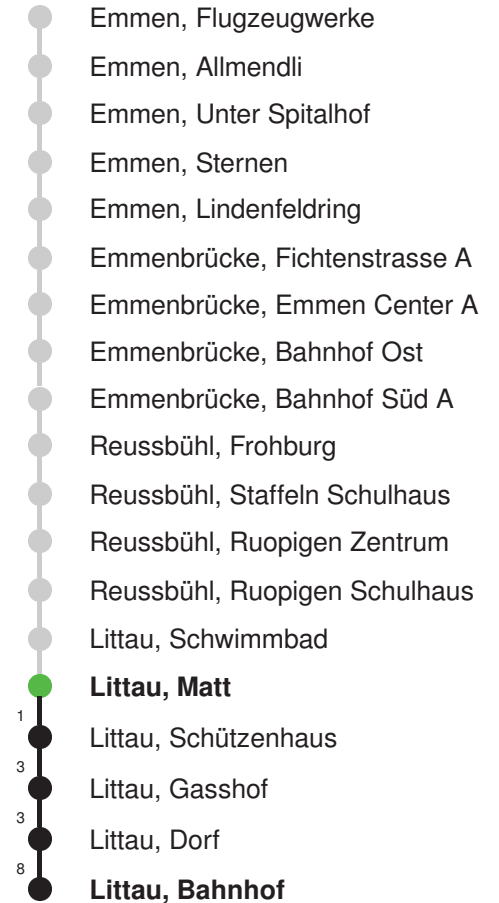 Emmen, Flugzeugwerke
Emmen, Allmendli
Emmen, Unter Spitalhof
Emmen, Sternen
Emmen, Lindenfeldring
Emmenbrücke, Fichtenstrasse A
Emmenbrücke, Emmen Center A
Emmenbrücke, Bahnhof Ost
Emmenbrücke, Bahnhof Süd A
Reussbühl, Frohburg
Reussbühl, Staffeln Schulhaus
Reussbühl, Ruopigen Zentrum
Reussbühl, Ruopigen Schulhaus
Littau, Schwimmbad
Littau, Matt
1 Littau, Schützenhaus
3 Littau, Gasshof
3 Littau, Dorf
8 Littau, Bahnhof